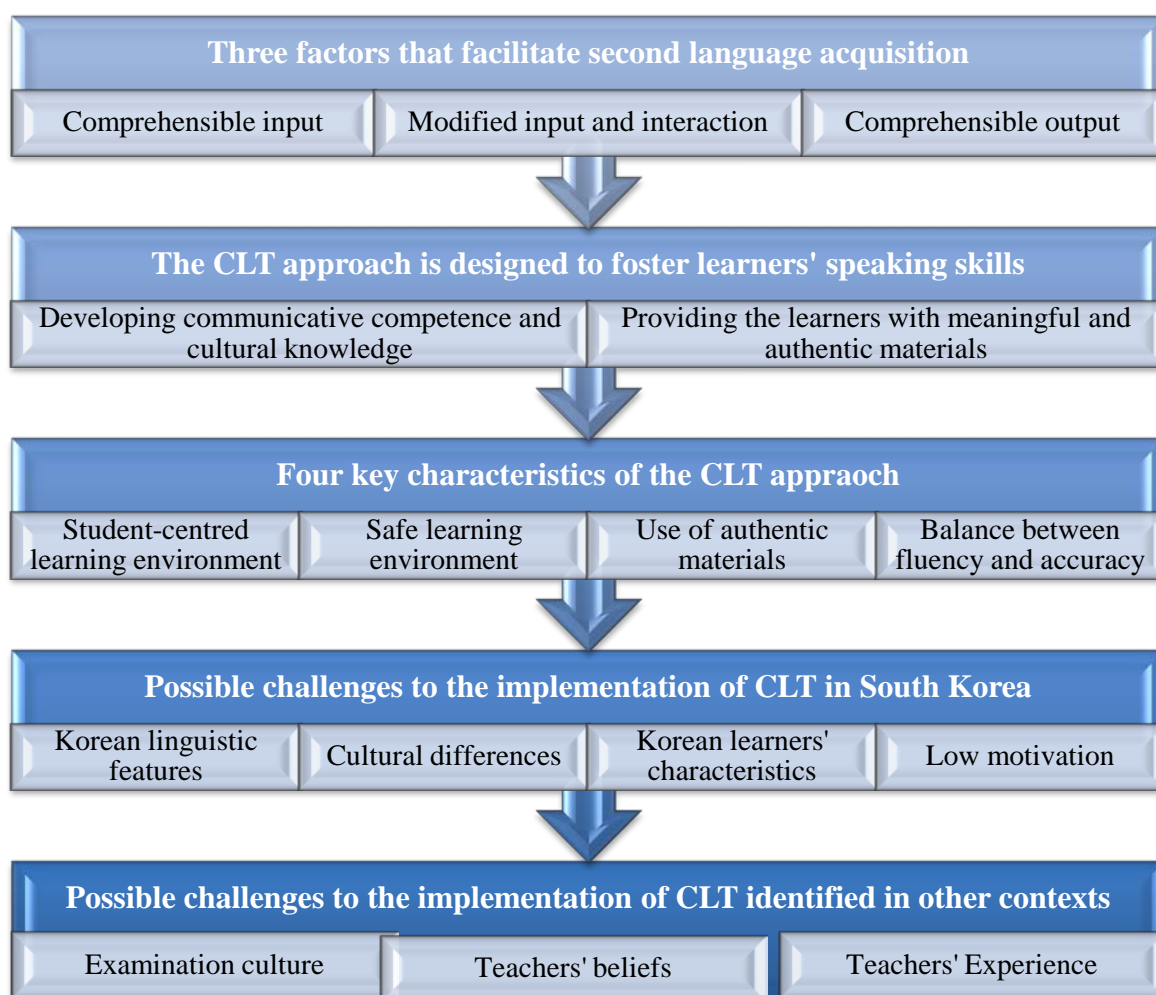 Three factors that facilitate second language acquisition
Comprehensible input
Modified input and interaction
Comprehensible output
The CLT approach is designed to foster learners' speaking skills
Developing communicative competence and
cultural knowledge
Providing the learners with meaningful and
authentic materials
Four key characteristics of the CLT appraoch
Student-centred
learning environment
Safe learning
environment
Use of authentic
materials
Balance between
fluency and accuracy
Possible challenges to the implementation of CLT in South Korea
Korean linguistic
features
Cultural differences
Korean learners'
characteristics
Low motivation
Possible challenges to the implementation of CLT identified in other contexts
Examination culture
Teachers' beliefs
Teachers' Experience